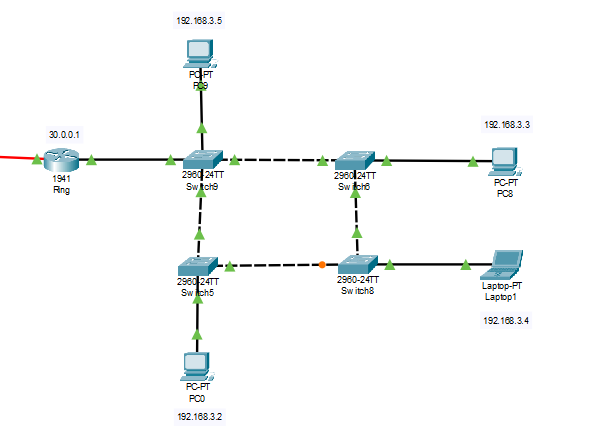 192.168.3.5
PC-PT
PC9
30.0.0.1
1941
Ring
2960-24TT
Switch9
2960-24TT
Switch6
192.168.3.3
PC-PT
PC8
2960-24TT
Switch5
2960-24TT
Switch8
Laptop-PT
Laptop1
192.168.3.4
PC-PT
PC0
192.168.3.2